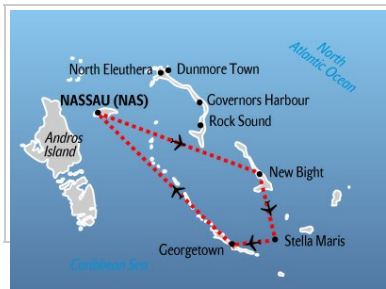 North
Atlantic Ocean
North Eleuthera
Dunmore Town
NASSAU (NAS)
Governors Harbour
Andros
Island
Rock Sound
New Bight
Georgetown
Stella Maris
Caribbean Sea